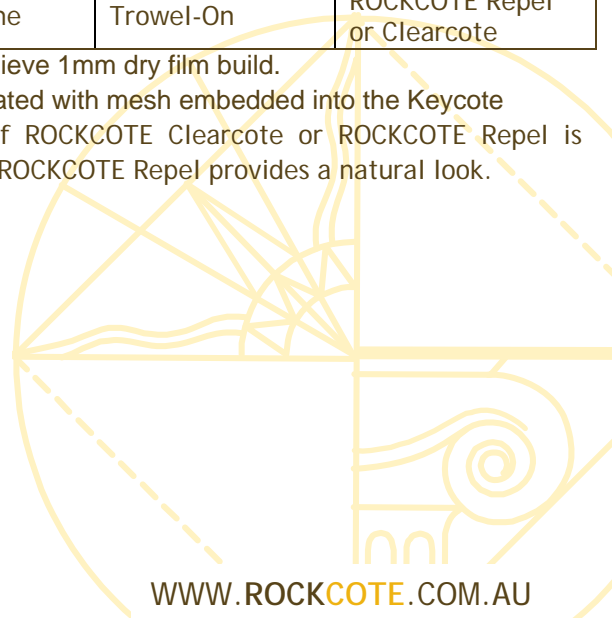 ne Trowel-On ROCKCOTE Repel
or Clearcote
ieve 1mm dry film build.
ated with mesh embedded into the Keycote
f ROCKCOTE Clearcote or ROCKCOTE Repel is
ROCKCOTE Repel provides a natural look.
WWW.ROCKCOTE.COM.AU